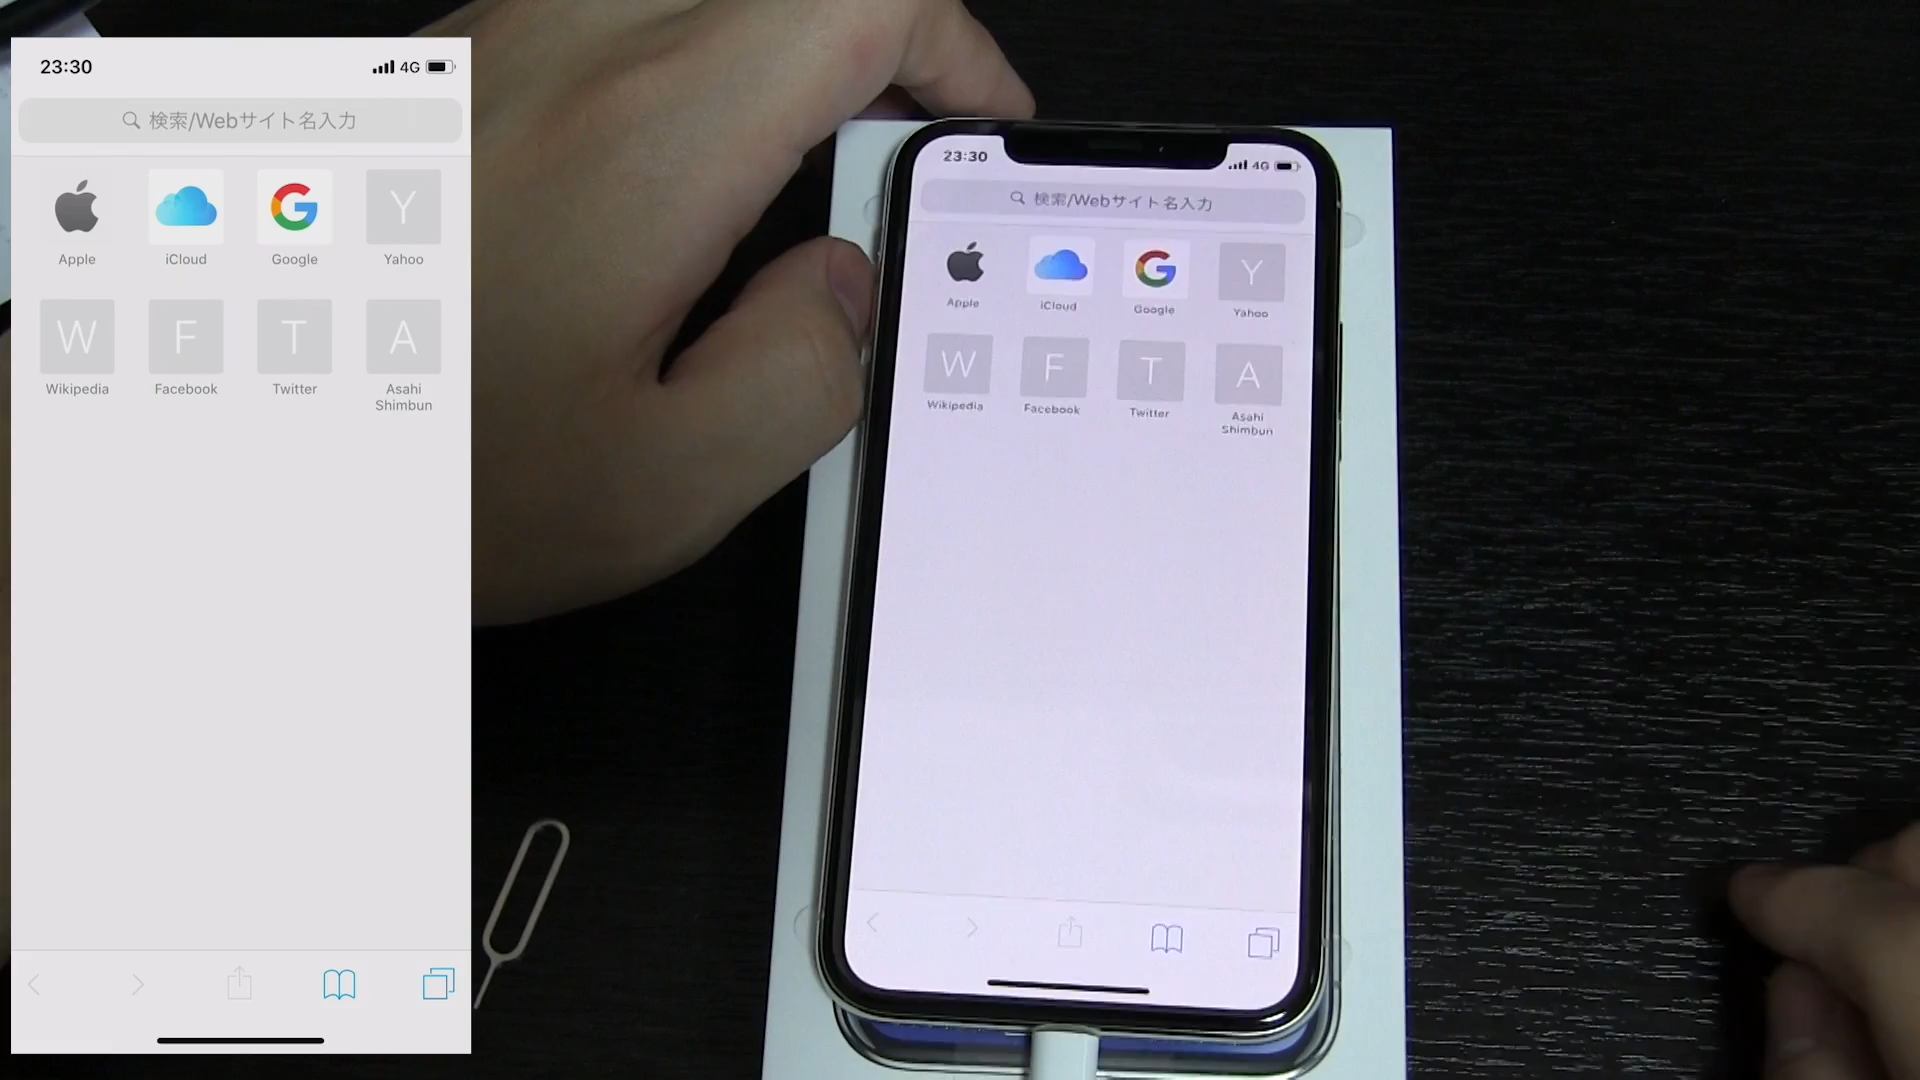 23:30
4G
検索/Webサイト名入力
Apple
iCloud
Google
Y
Yahoo
W
Wikipedia
F
Facebook
T
Twitter
A
Asahi
Shimbun
23:30
4G
検索/Webサイト名入力
Apple
iCloud
G
Google
Y
Yahoo
W
Wikipedia
F
Facebook
T
Twitter
A
Asahi
Shimbun